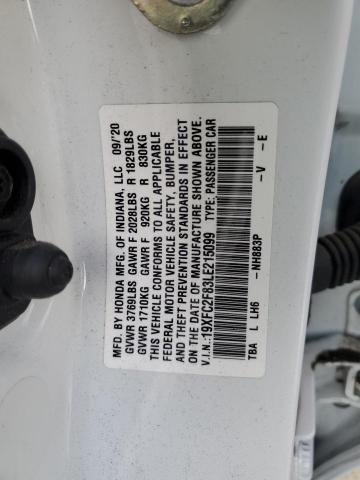 MFD. BY HONDA MFG. OF INDIANA, LLC 09/'20
GVWR 3769LBS GAWR F 2028LBS R 1829LBS
GVWR 1710KG GAWR F 920KG R 830KG
THIS VEHICLE CONFORMS TO ALL APPLICABLE
FEDERAL MOTOR VEHICLE SAFETY, BUMPER,
AND THEFT PREVENTION STANDARDS IN EFFECT
ON THE DATE OF MANUFACTURE SHOWN ABOVE.
V.I.N.:19XFC2F83LE215099 TYPE: PASSENGER CAR
TBA L LH6 -NH883P -V -E